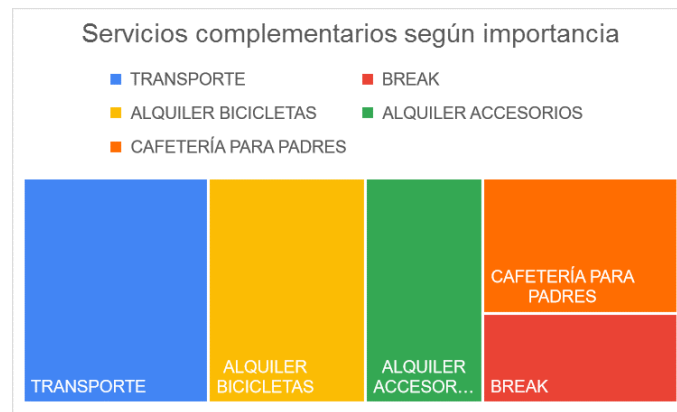 Servicios complementarios según importancia
TRANSPORTE
BREAK
ALQUILER BICICLETAS
ALQUILER ACCESORIOS
CAFETERÍA PARA PADRES
TRANSPORTE
ALQUILER
BICICLETAS
ALQUILER
ACCESOR...
CAFETERÍA PARA
PADRES
BREAK